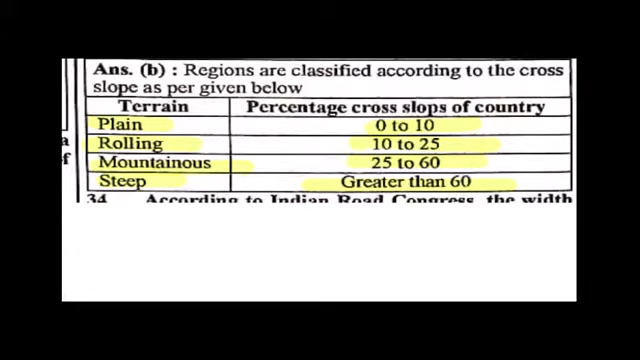 Ans. (b) : Regions are classified according to the cross
slope as per given below
Terrain Percentage cross slops of country
Plain 0 to 10
Rolling 10 to 25
Mountainous 25 to 60
Steep Greater than 60
34. According to Indian Road Congress, the width
a
f